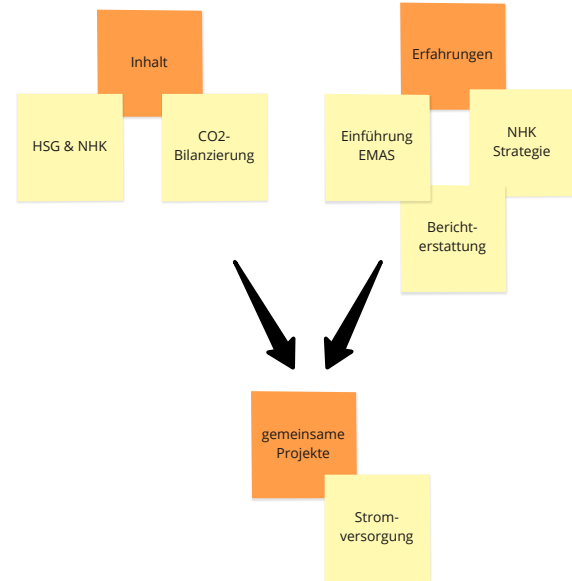 Inhalt
HSG & NHK
CO2-
Bilanzierung
Erfahrungen
Einführung
EMAS
NHK
Strategie
Bericht-
erstattung
gemeinsame
Projekte
Strom-
versorgung